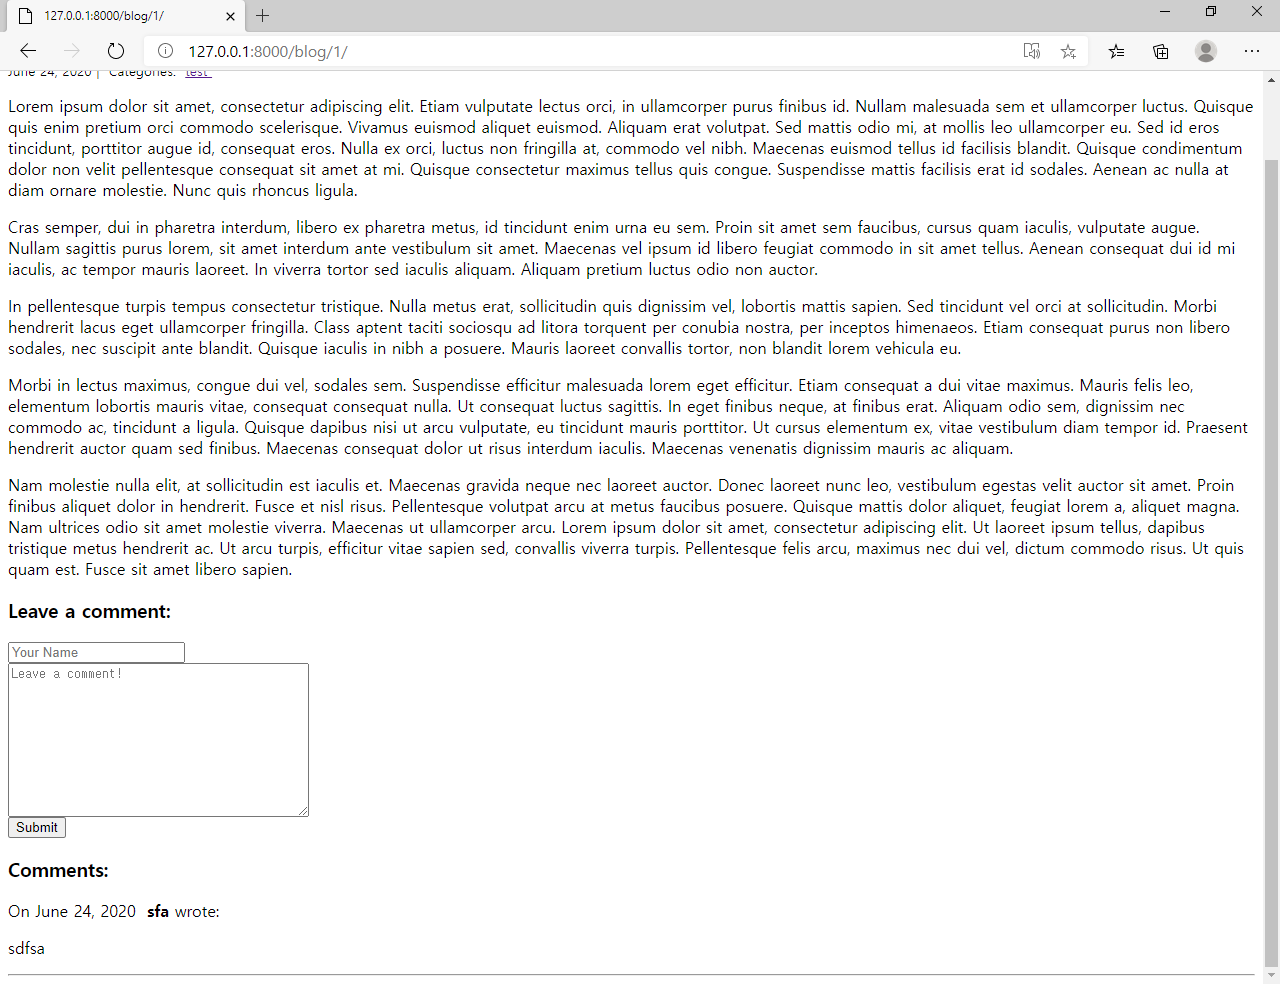 127.0.0.1:8000/blog/1/
127.0.0.1:8000/blog/1/
June 24, 2020 | Categories: test
Lorem ipsum dolor sit amet, consectetur adipiscing elit. Etiam vulputate lectus orci, in ullamcorper purus finibus id. Nullam malesuada sem et ullamcorper luctus. Quisque
quis enim pretium orci commodo scelerisque. Vivamus euismod aliquet euismod. Aliquam erat volutpat. Sed mattis odio mi, at mollis leo ullamcorper eu. Sed id eros
tincidunt, porttitor augue id, consequat eros. Nulla ex orci, luctus non fringilla at, commodo vel nibh. Maecenas euismod tellus id facilisis blandit. Quisque condimentum
dolor non velit pellentesque consequat sit amet at mi. Quisque consectetur maximus tellus quis congue. Suspendisse mattis facilisis erat id sodales. Aenean ac nulla at
diam ornare molestie. Nunc quis rhoncus ligula.
Cras semper, dui in pharetra interdum, libero ex pharetra metus, id tincidunt enim urna eu sem. Proin sit amet sem faucibus, cursus quam iaculis, vulputate augue.
Nullam sagittis purus lorem, sit amet interdum ante vestibulum sit amet. Maecenas vel ipsum id libero feugiat commodo in sit amet tellus. Aenean consequat dui id mi
iaculis, ac tempor mauris laoreet. In viverra tortor sed iaculis aliquam. Aliquam pretium luctus odio non auctor.
In pellentesque turpis tempus consectetur tristique. Nulla metus erat, sollicitudin quis dignissim vel, lobortis mattis sapien. Sed tincidunt vel orci at sollicitudin. Morbi
hendrerit lacus eget ullamcorper fringilla. Class aptent taciti sociosqu ad litora torquent per conubia nostra, per inceptos himenaeos. Etiam consequat purus non libero
sodales, nec suscipit ante blandit. Quisque iaculis in nibh a posuere. Mauris laoreet convallis tortor, non blandit lorem vehicula eu.
Morbi in lectus maximus, congue dui vel, sodales sem. Suspendisse efficitur malesuada lorem eget efficitur. Etiam consequat a dui vitae maximus. Mauris felis leo,
elementum lobortis mauris vitae, consequat consequat nulla. Ut consequat luctus sagittis. In eget finibus neque, at finibus erat. Aliquam odio sem, dignissim nec
commodo ac, tincidunt a ligula. Quisque dapibus nisi ut arcu vulputate, eu tincidunt mauris porttitor. Ut cursus elementum ex, vitae vestibulum diam tempor id. Praesent
hendrerit auctor quam sed finibus. Maecenas consequat dolor ut risus interdum iaculis. Maecenas venenatis dignissim mauris ac aliquam.
Nam molestie nulla elit, at sollicitudin est iaculis et. Maecenas gravida neque nec laoreet auctor. Donec laoreet nunc leo, vestibulum egestas velit auctor sit amet. Proin
finibus aliquet dolor in hendrerit. Fusce et nisl risus. Pellentesque volutpat arcu at metus faucibus posuere. Quisque mattis dolor aliquet, feugiat lorem a, aliquet magna.
Nam ultrices odio sit amet molestie viverra. Maecenas ut ullamcorper arcu. Lorem ipsum dolor sit amet, consectetur adipiscing elit. Ut laoreet ipsum tellus, dapibus
tristique metus hendrerit ac. Ut arcu turpis, efficitur vitae sapien sed, convallis viverra turpis. Pellentesque felis arcu, maximus nec dui vel, dictum commodo risus. Ut quis
quam est. Fusce sit amet libero sapien.
Leave a comment:
Your Name
Leave a comment!
Submit
Comments:
On June 24, 2020 sfa wrote:
sdfsa